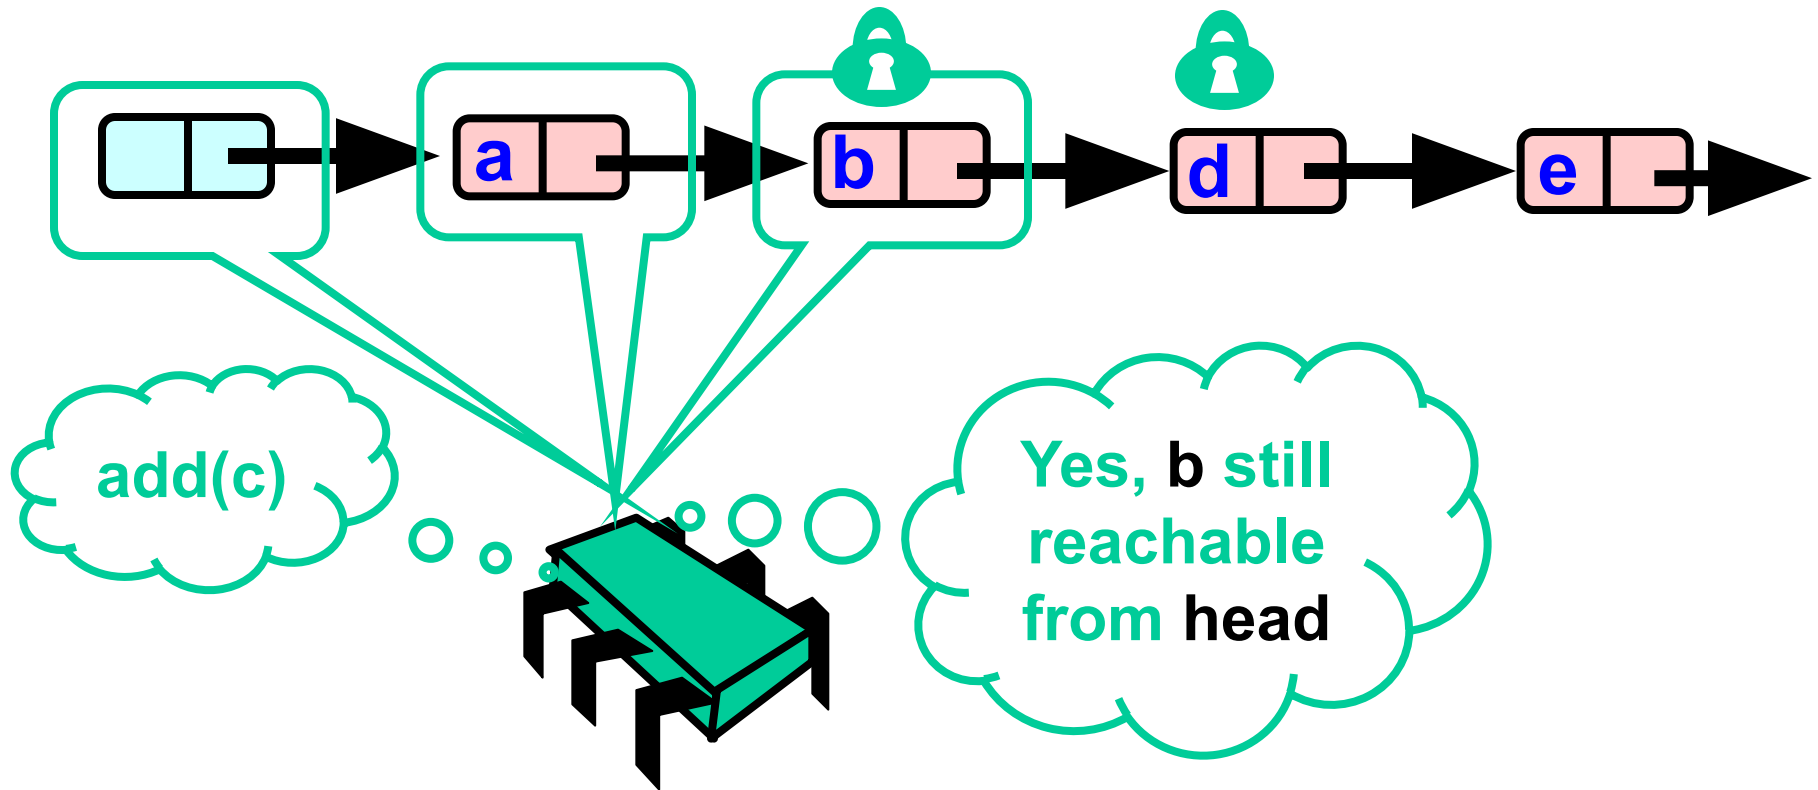 a
b
d
e
add(c)
Yes, b still
reachable
from head